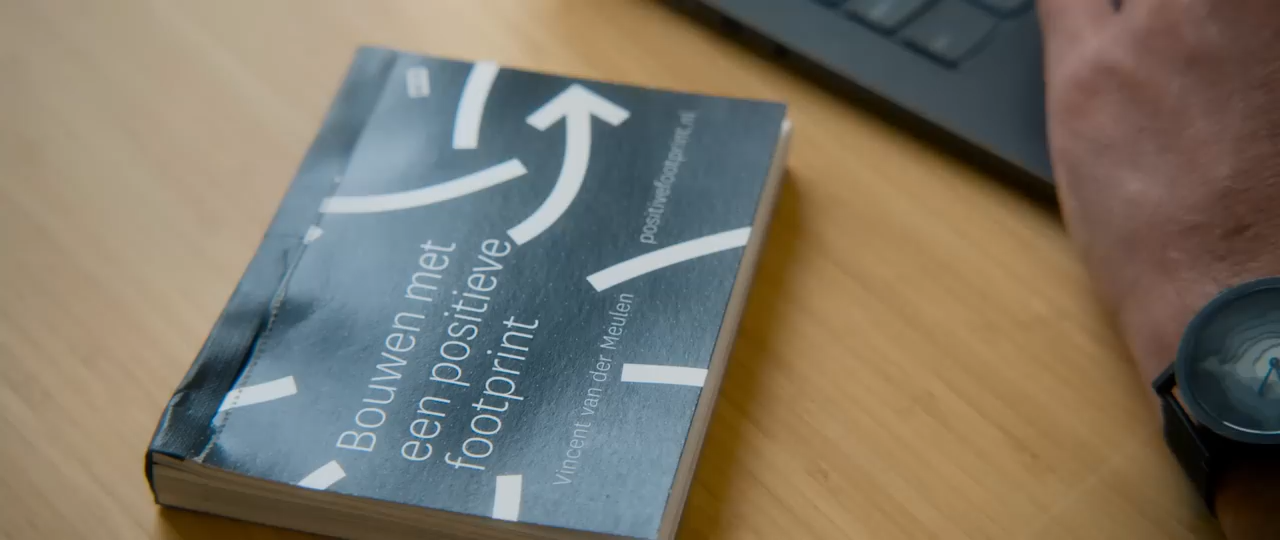 Bouwen met
een positieve
footprint
Vincent van der Meulen
positivefootprint.nl